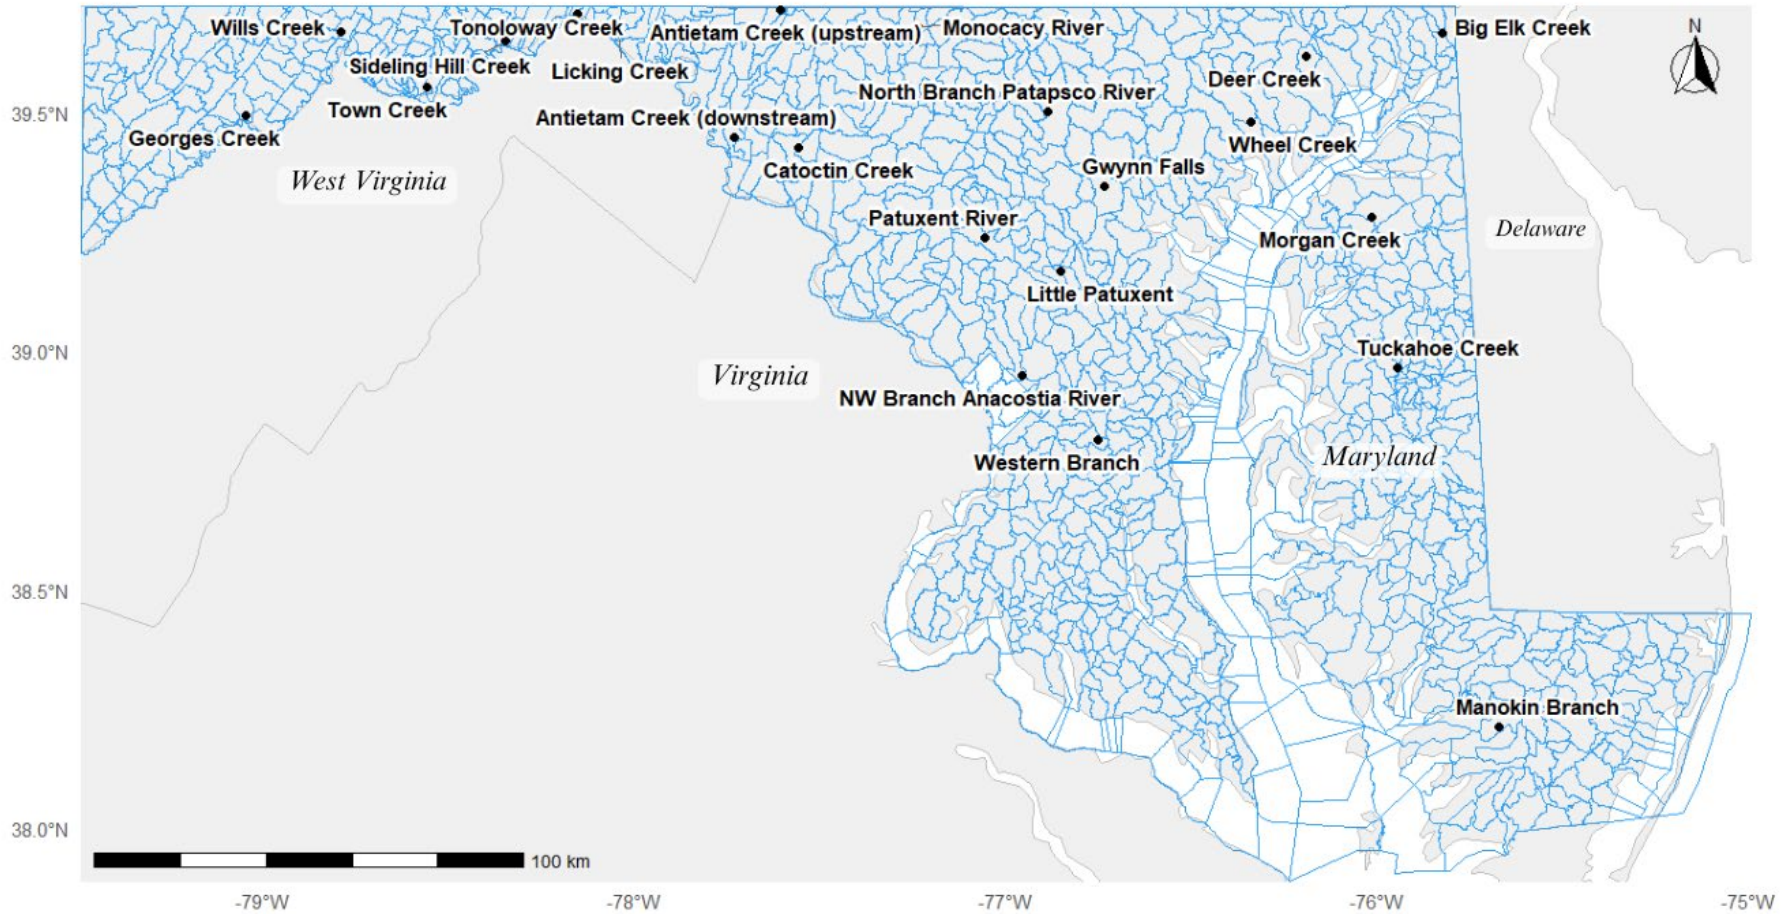 Wills Creek
Tonoloway Creek
Antietam Creek (upstream)
Monocacy River
Big Elk Creek
N
Sideling Hill Creek
Licking Creek
Deer Creek
North Branch Patapsco River
39.5°N
Town Creek
Antietam Creek (downstream)
Georges Creek
Wheel Creek
Catoctin Creek
Gwynn Falls
West Virginia
Patuxent River
Delaware
Morgan Creek
Little Patuxent
39.0°N
Tuckahoe Creek
Virginia
NW Branch Anacostia River
Maryland
Western Branch
38.5°N
Manokin Branch
38.0°N
100 km
-79°W
-78°W
-77°W
-76°W
-75°W